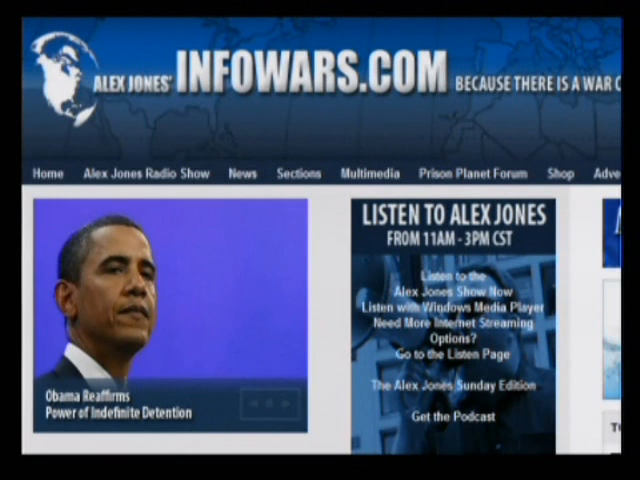 ALEX JONES' INFOWARS.COM BECAUSE THERE IS A WAR
Home Alex Jones Radio Show News Sections Multimedia Prison Planet Forum Shop
LISTEN TO ALEX JONES
FROM 11AM - 3PM CST
Listen to the
Alex Jones Show Now
Listen with Windows Media Player
Need More Internet Streaming
Options?
Go to the Listen Page
The Alex Jones Sunday Edition
Get the Podcast
Obama Reaffirms
Power of Indefinite Detention